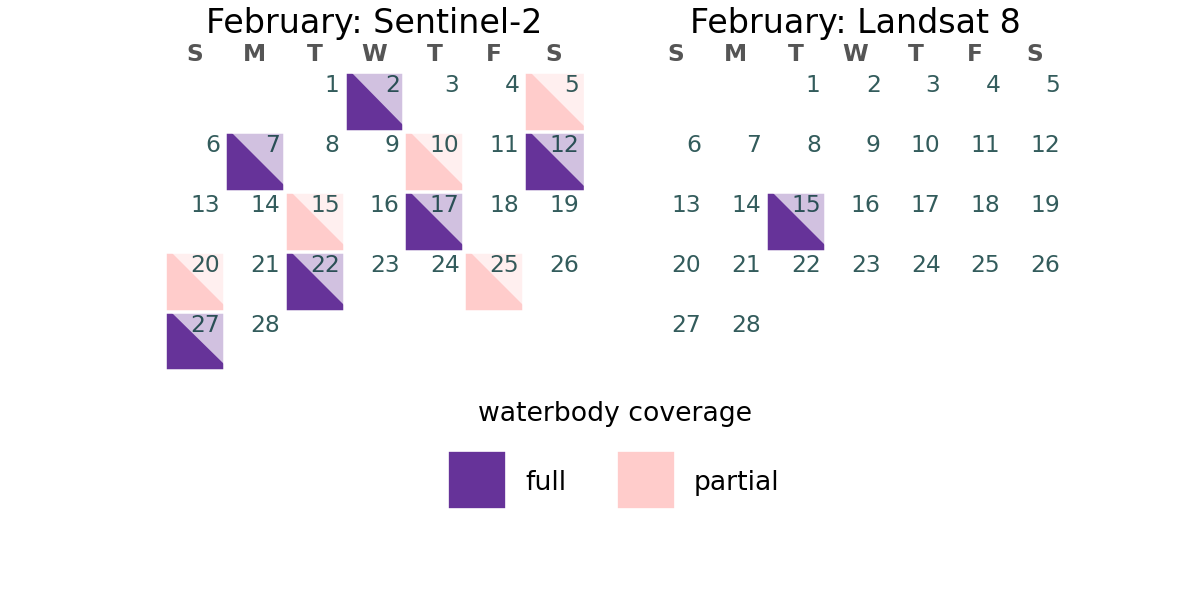 February: Sentinel-2
S M T W T F S
1 2 3 4 5
6 7 8 9 10 11 12
13 14 15 16 17 18 19
20 21 22 23 24 25 26
27 28
February: Landsat 8
S M T W T F S
1 2 3 4 5
6 7 8 9 10 11 12
13 14 15 16 17 18 19
20 21 22 23 24 25 26
27 28
waterbody coverage
full
partial